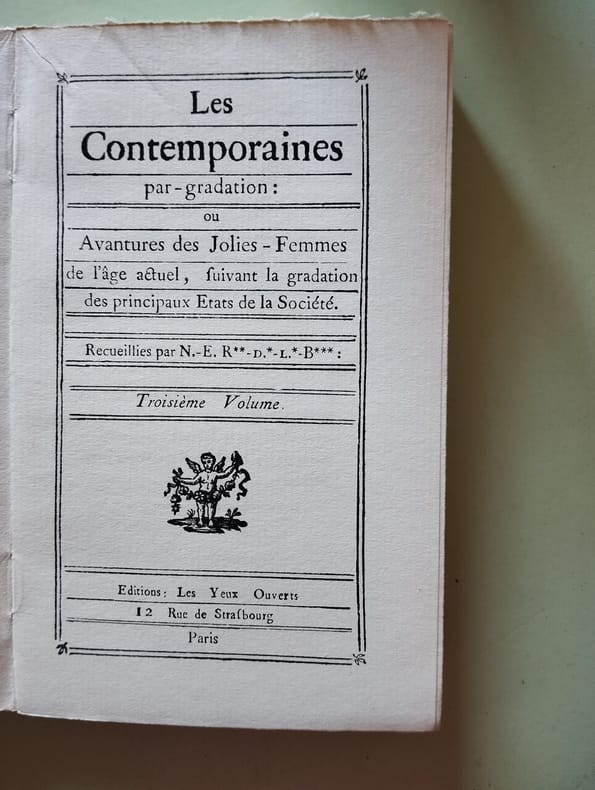 Les
Contemporaines
par-gradation :
ou
Avantures des Jolies-Femmes
de l'âge actuel, ſuivant la gradation
des principaux Etats de la Société.
Recueillies par N.-E. R**-D.*-L.*-B*** :
Troisième Volume.
Editions: Les Yeux Ouverts
12 Rue de Straſbourg
Paris